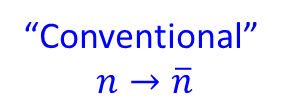 “Conventional”
𝑛 → 𝑛̄